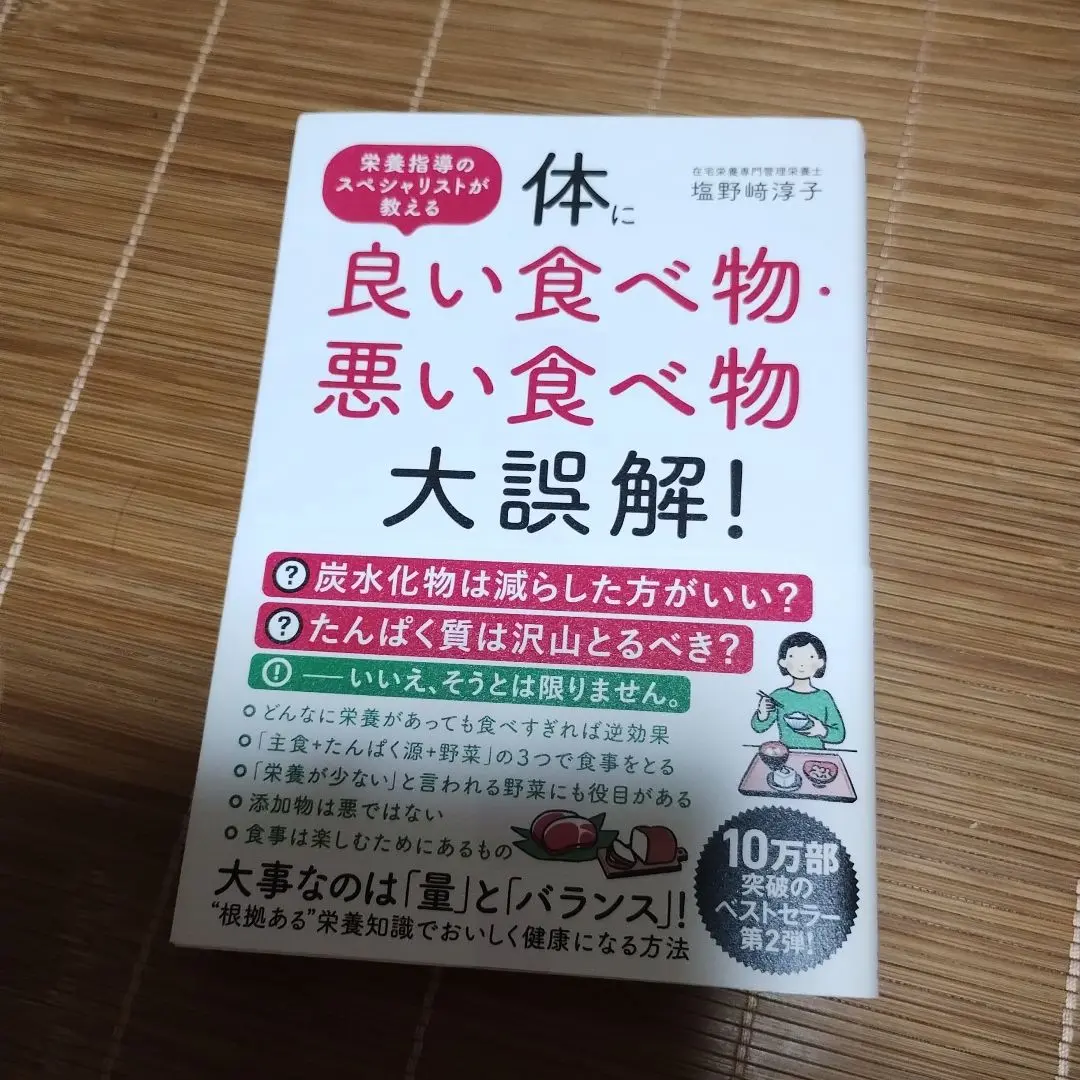 栄養指導の
スペシャリストが
教える
在宅栄養専門管理栄養士
塩野﨑淳子
体に
良い食べ物・
悪い食べ物
大誤解!
? 炭水化物は減らした方がいい?
? たんぱく質は沢山とるべき?
! ――いいえ、そうとは限りません。
○ どんなに栄養があっても食べすぎれば逆効果
○ 「主食+たんぱく源+野菜」の3つで食事をとる
○ 「栄養が少ない」と言われる野菜にも役目がある
○ 添加物は悪ではない
○ 食事は楽しむためにあるもの
大事なのは「量」と「バランス」!
“根拠ある”栄養知識でおいしく健康になる方法
10万部
突破の
ベストセラー
第2弾!